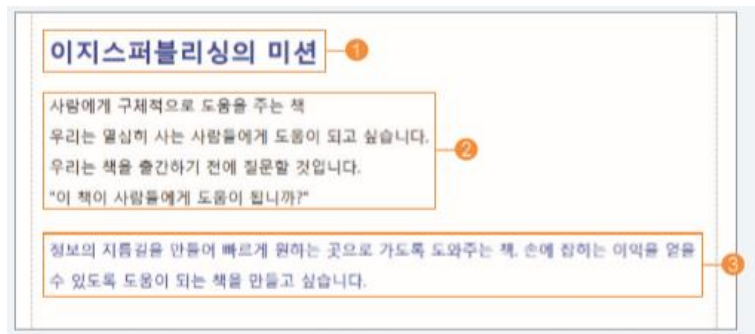 이지스퍼블리싱의 미션
1
사람에게 구체적으로 도움을 주는 책
우리는 열심히 사는 사람들에게 도움이 되고 싶습니다.
2
우리는 책을 출간하기 전에 질문할 것입니다.
"이 책이 사람들에게 도움이 됩니까?"
정보의 지름길을 만들어 빠르게 원하는 곳으로 가도록 도와주는 책. 손에 잡히는 이익을 얻을
3
수 있도록 도움이 되는 책을 만들고 싶습니다.